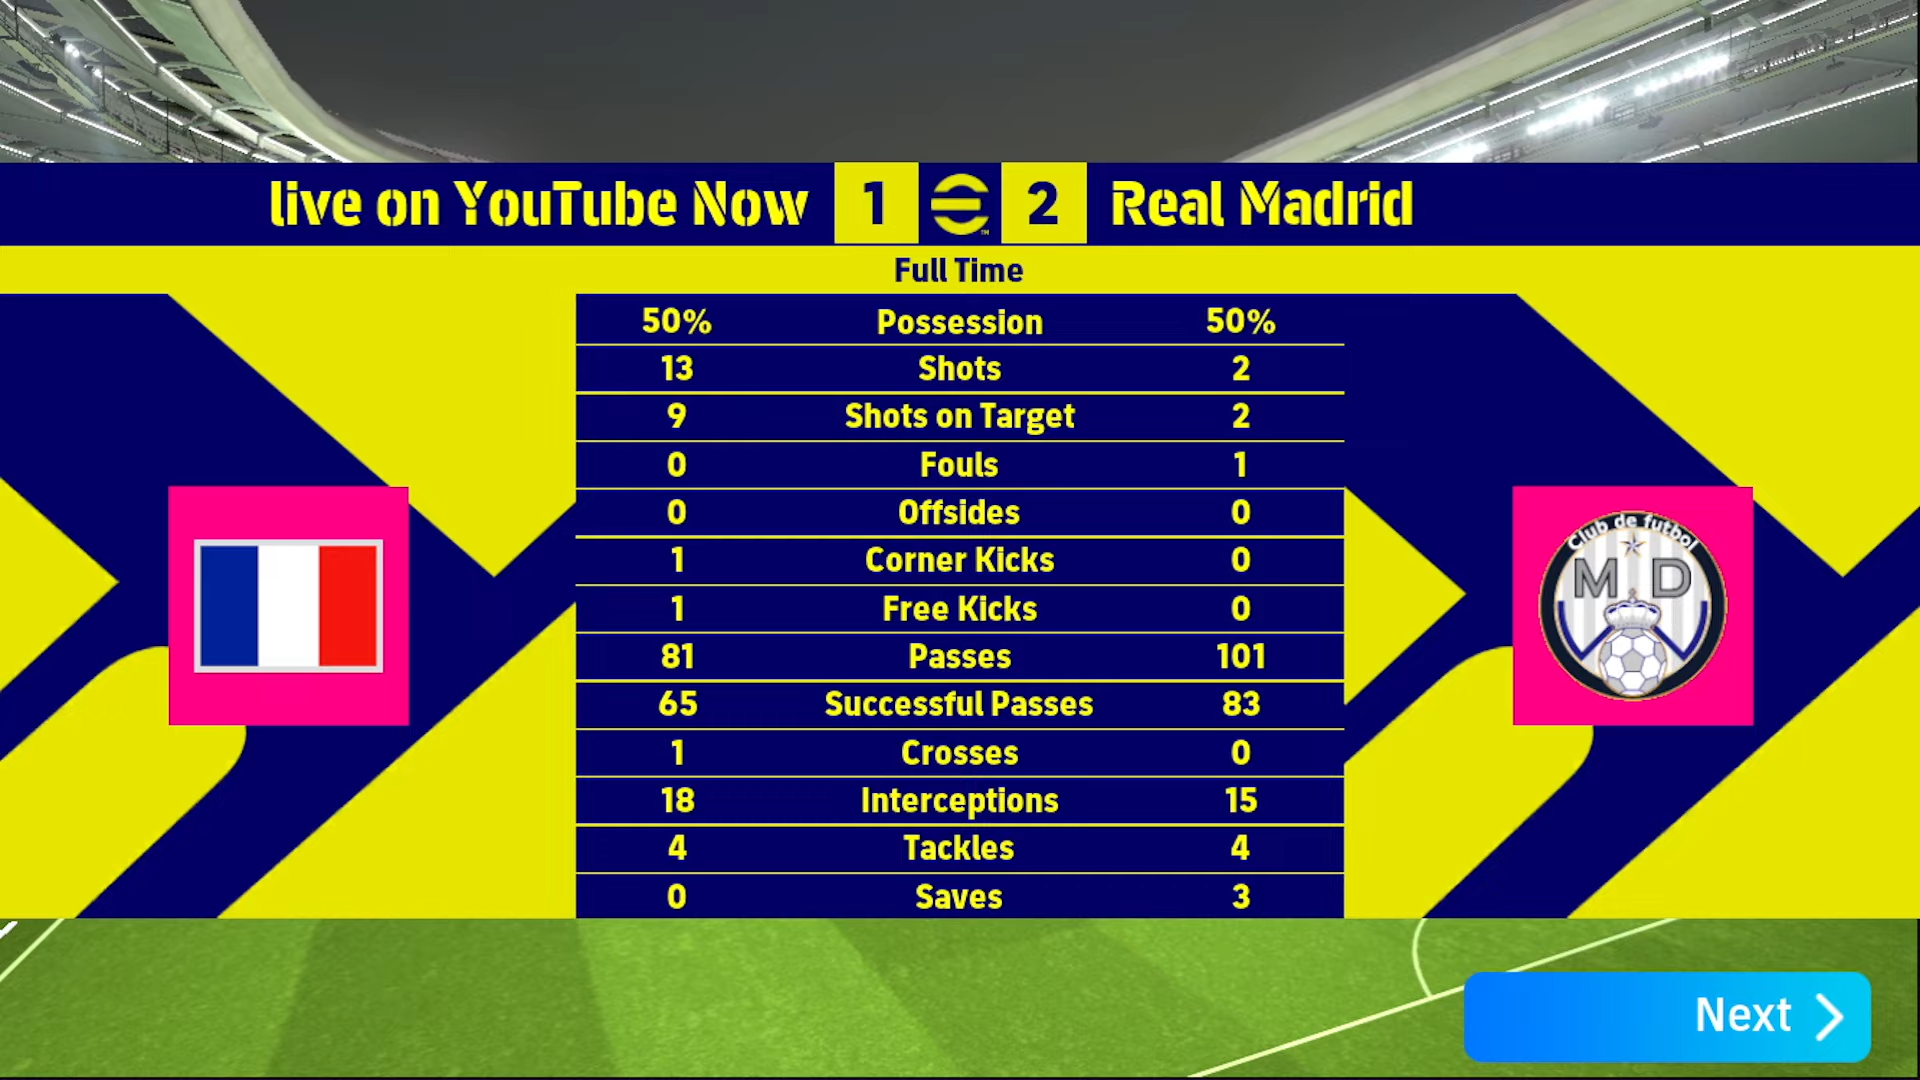 live on YouTube Now 1 2 Real Madrid
Full Time
50% Possession 50%
13 Shots 2
9 Shots on Target 2
0 Fouls 1
0 Offsides 0
1 Corner Kicks 0
1 Free Kicks 0
81 Passes 101
65 Successful Passes 83
1 Crosses 0
18 Interceptions 15
4 Tackles 4
0 Saves 3
Club de futbol
M D
Next